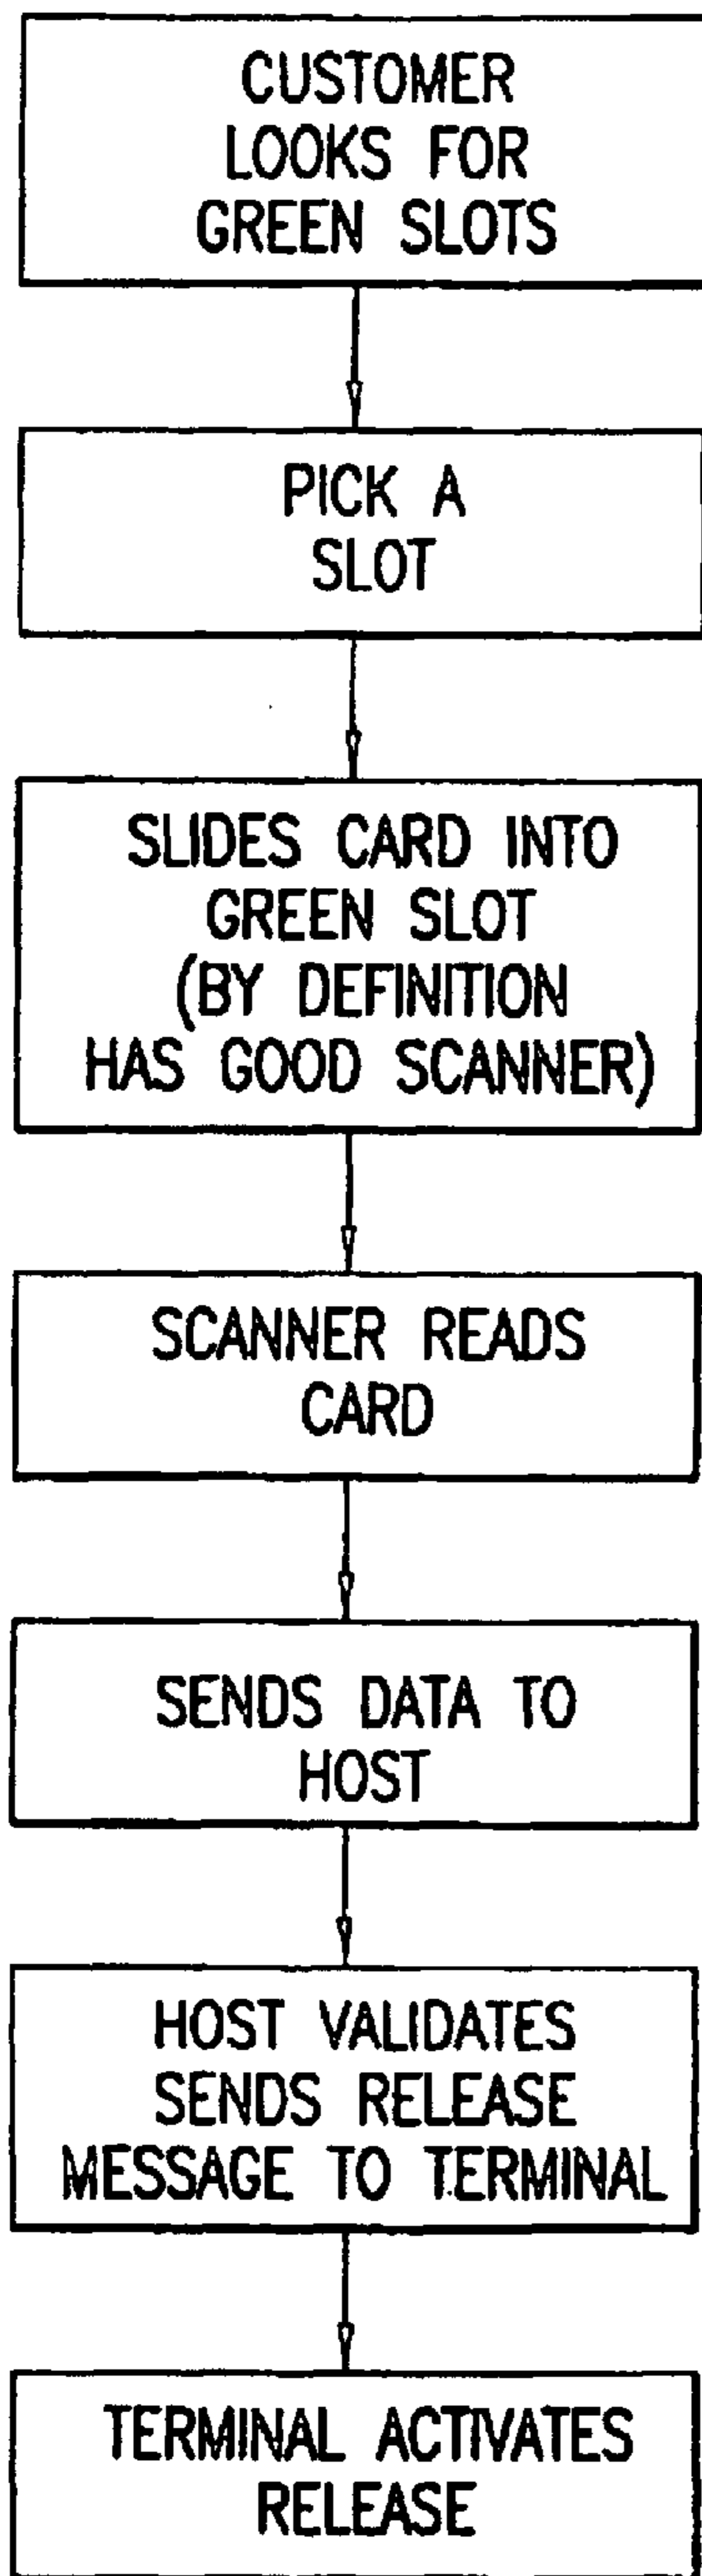 CUSTOMER
LOOKS FOR
GREEN SLOTS
PICK A
SLOT
SLIDES CARD INTO
GREEN SLOT
(BY DEFINITION
HAS GOOD SCANNER)
SCANNER READS
CARD
SENDS DATA TO
HOST
HOST VALIDATES
SENDS RELEASE
MESSAGE TO TERMINAL
TERMINAL ACTIVATES
RELEASE